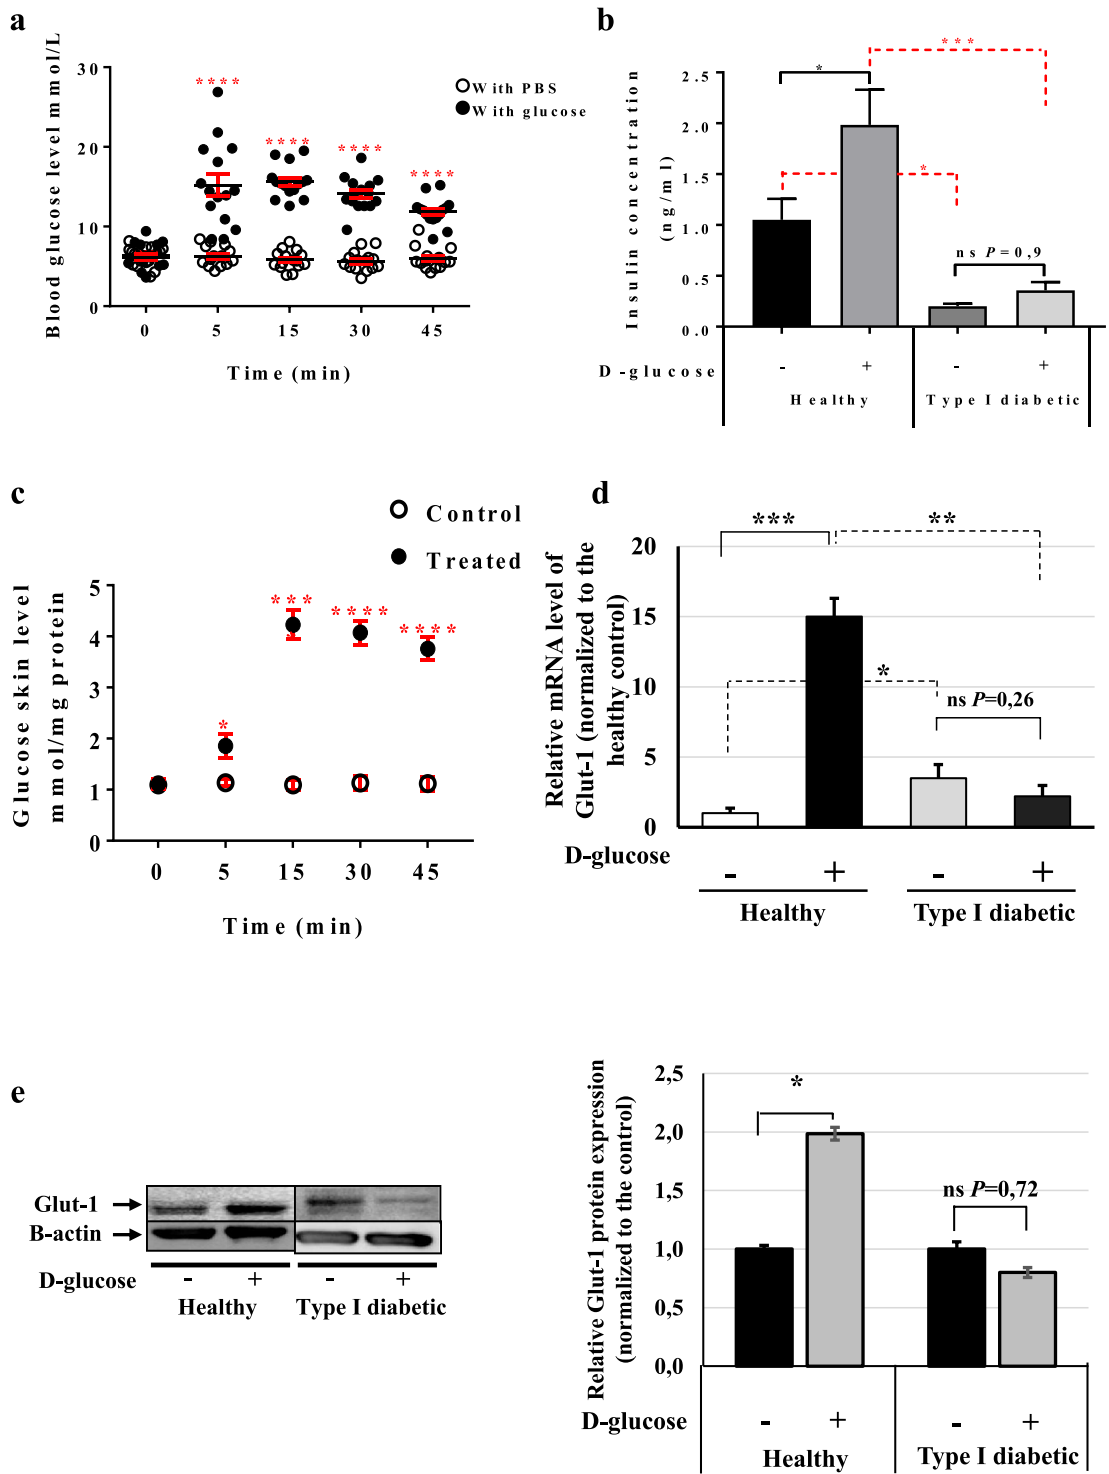 a
Blood glucose level mmol/L
30
20
10
0
****
****
****
****
With PBS
With glucose
0 5 15 30 45
Time (min)
b
Insulin concentration
(ng/ml)
2.5
2.0
1.5
1.0
0.5
0.0
*
***
*
ns P=0,9
D-glucose - + - +
Healthy Type I diabetic
c
Control
Treated
Glucose skin level
mmol/mg protein
5
4
3
2
1
0
*
***
****
****
0 5 15 30 45
Time (min)
d
Relative mRNA level of
Glut-1 (normalized to the
healthy control)
20
15
10
5
0
***
**
*
ns P=0,26
D-glucose - + - +
Healthy Type I diabetic
e
Glut-1
B-actin
D-glucose - + - +
Healthy Type I diabetic
Relative Glut-1 protein expression
(normalized to the control)
2,5
2,0
1,5
1,0
0,5
0,0
*
ns P=0,72
D-glucose - + - +
Healthy Type I diabetic